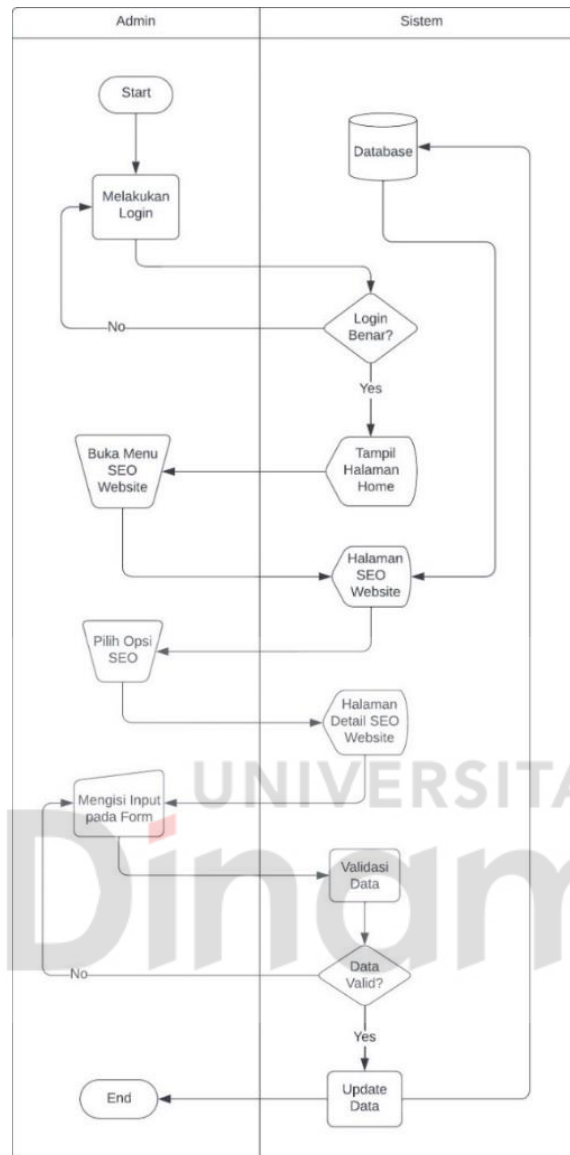 Admin
Sistem
Start
Database
Melakukan
Login
Login
Benar?
No
Yes
Buka Menu
SEO
Website
Tampil
Halaman
Home
Halaman
SEO
Website
Pilih Opsi
SEO
Halaman
Detail SEO
Website
UNIVERSITA
Mengisi Input
pada Form
Dinam
Validasi
Data
Data
Valid?
No
Yes
End
Update
Data